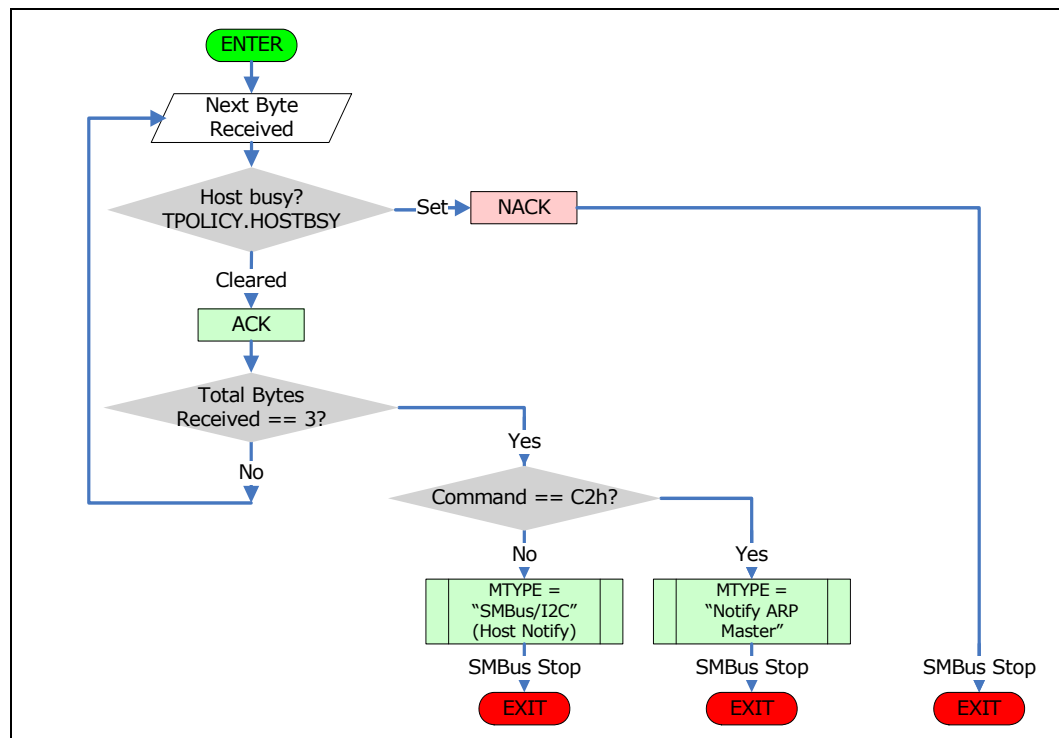 ENTER
Next Byte
Received
Host busy?
TPOLICY.HOSTBSY
Set
NACK
Cleared
ACK
Total Bytes
Received == 3?
Yes
No
Command == C2h?
No
Yes
MTYPE =
“SMBus/I2C”
(Host Notify)
MTYPE =
“Notify ARP
Master”
SMBus Stop
SMBus Stop
SMBus Stop
EXIT
EXIT
EXIT